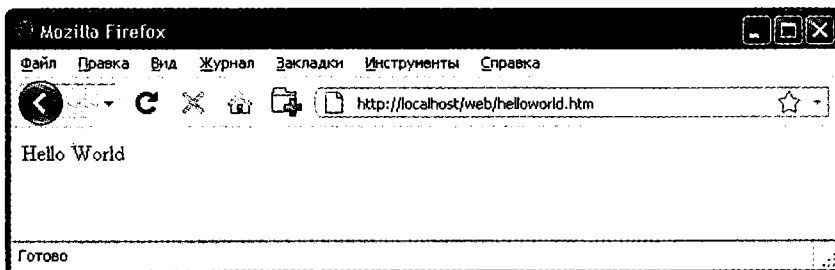 Mozilla Firefox
Файл Правка Вид Журнал Закладки Инструменты Справка
http://localhost/web/helloworld.htm
Hello World
Готово